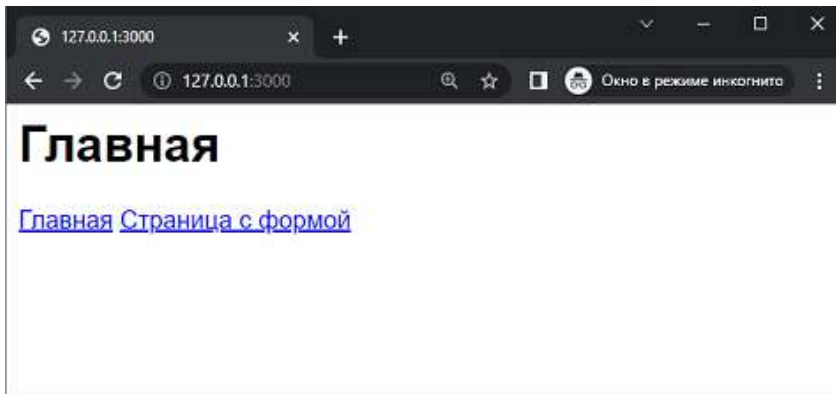 127.0.0.1:3000
127.0.0.1:3000
Окно в режиме инкогнито
Главная
Главная Страница с формой